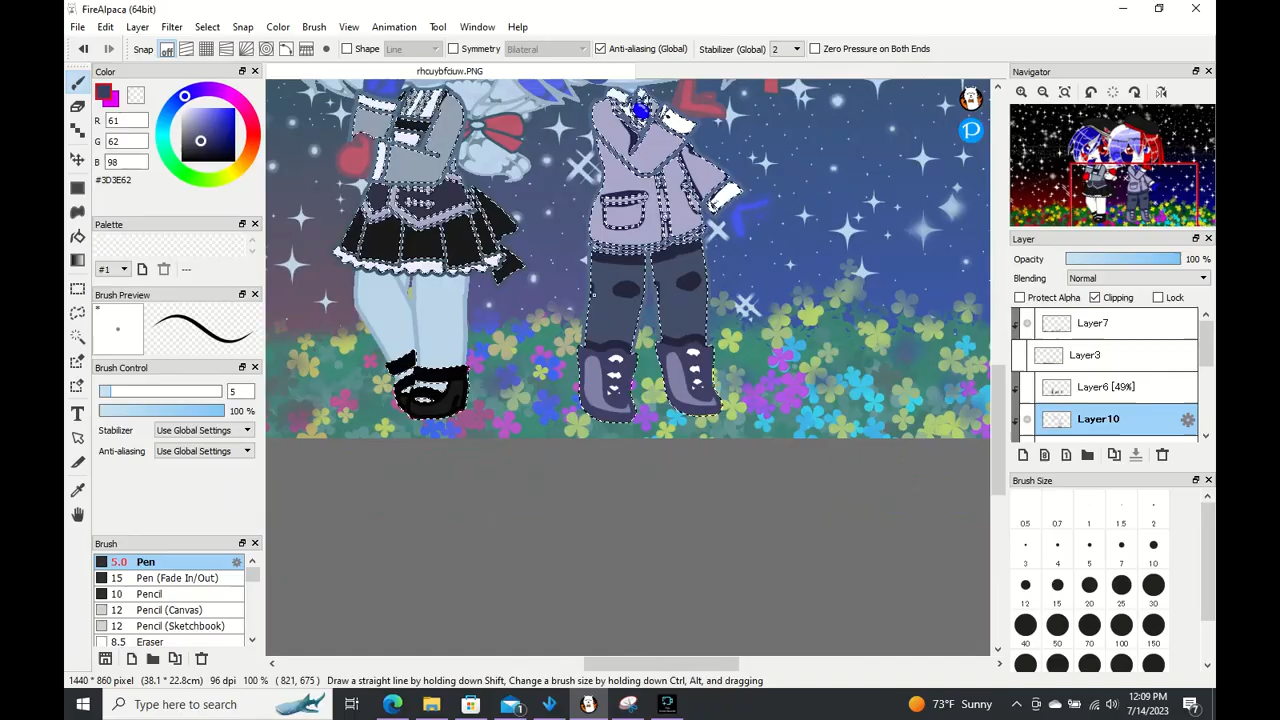 FireAlpaca (64bit)
File Edit Layer Filter Select Snap Color Brush Animation Tool Window Help
Snap off Shape Line Symmetry Bilateral Anti-aliasing (Global) Stabilizer (Global) 2 Zero Pressure on Both Ends
Color
R 61
G 62
B 98
#3D3E62
Palette
#1 ---
Brush Preview
*
Brush Control
5
100 %
Stabilizer Use Global Settings
Anti-aliasing Use Global Settings
Brush
5.0 Pen
15 Pen (Fade In/Out)
10 Pencil
12 Pencil (Canvas)
12 Pencil (Sketchbook)
8.5 Eraser
rhcuybfciuw.PNG
P
Navigator
Layer
Opacity 100 %
Blending Normal
Protect Alpha Clipping Lock
Layer7
Layer3
Layer6 [49%]
Layer10
Brush Size
0.5 0.7 1 1.5 2
3 4 5 7 10
12 15 20 25 30
40 50 70 100 150
1440 * 860 pixel (38.1 * 22.8cm) 96 dpi 100 % (821, 675) Draw a straight line by holding down Shift, Change a brush size by holding down Ctrl, Alt, and dragging
Type here to search
1
73°F Sunny
12:09 PM
7/14/2023
7